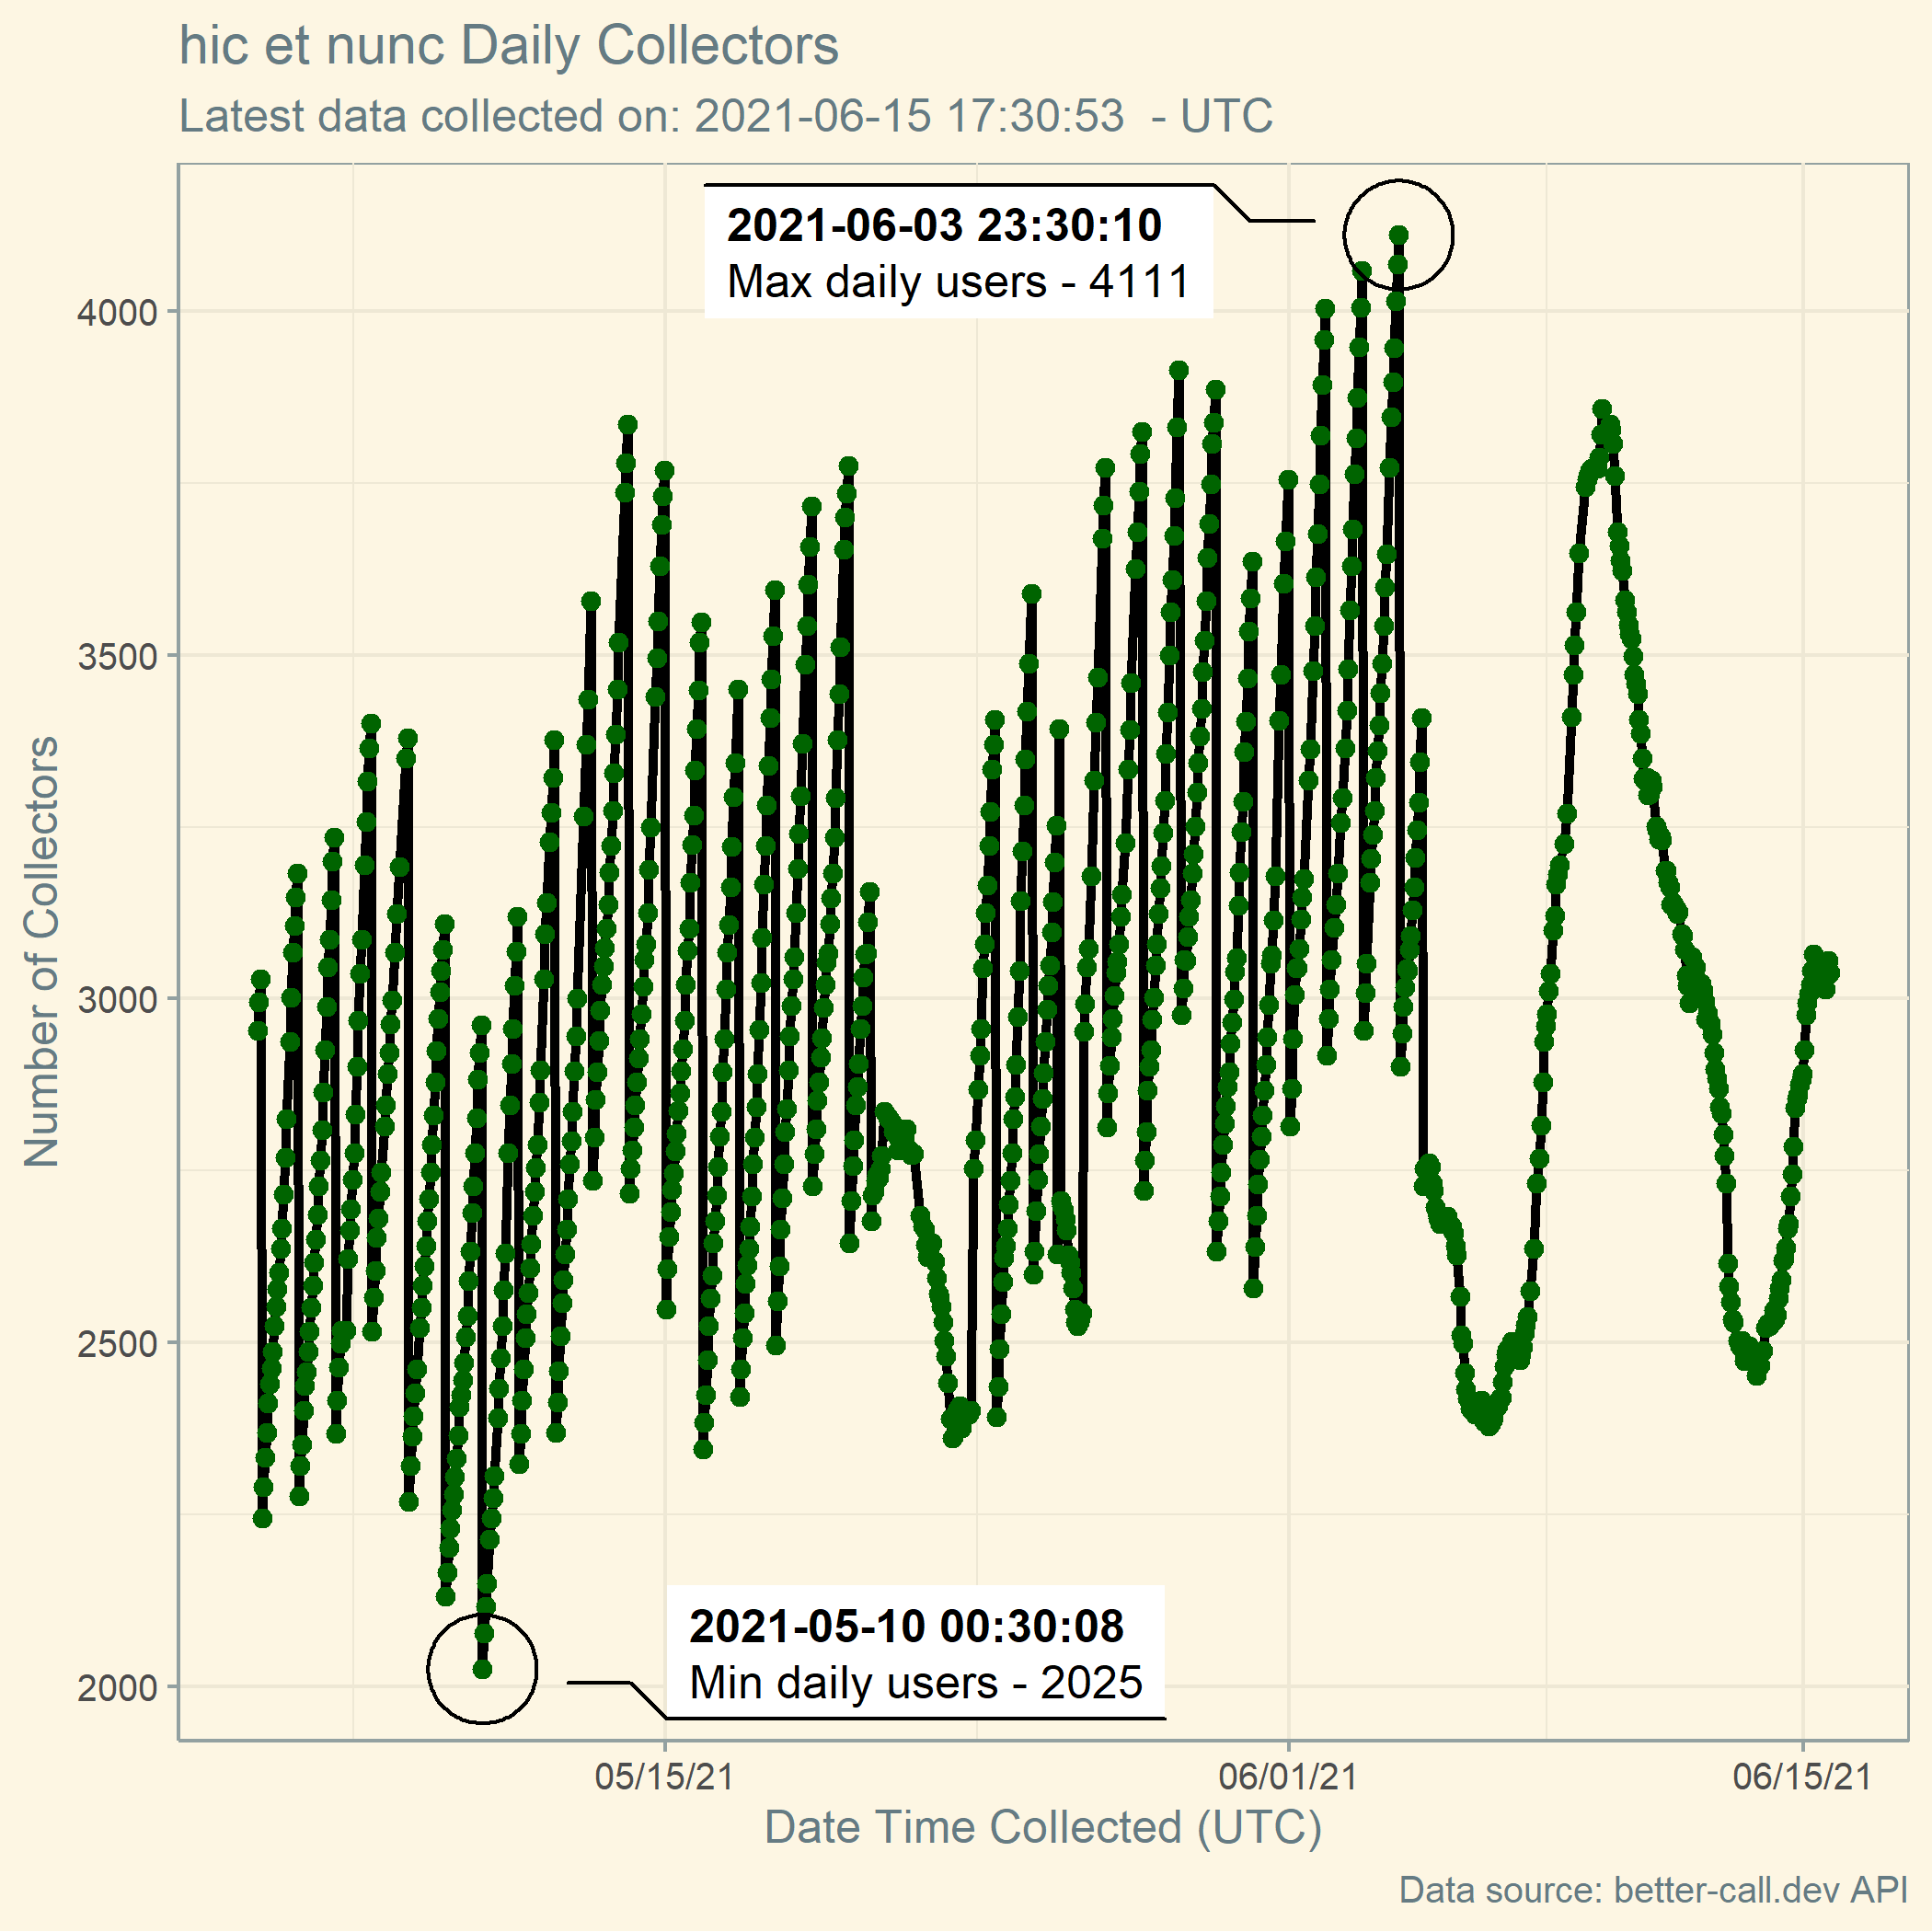 hic et nunc Daily Collectors
Latest data collected on: 2021-06-15 17:30:53  - UTC
2021-06-03 23:30:10
Max daily users - 4111
4000
3500
3000
2500
2000
Number of Collectors
2021-05-10 00:30:08
Min daily users - 2025
05/15/21
06/01/21
06/15/21
Date Time Collected (UTC)
Data source: better-call.dev API